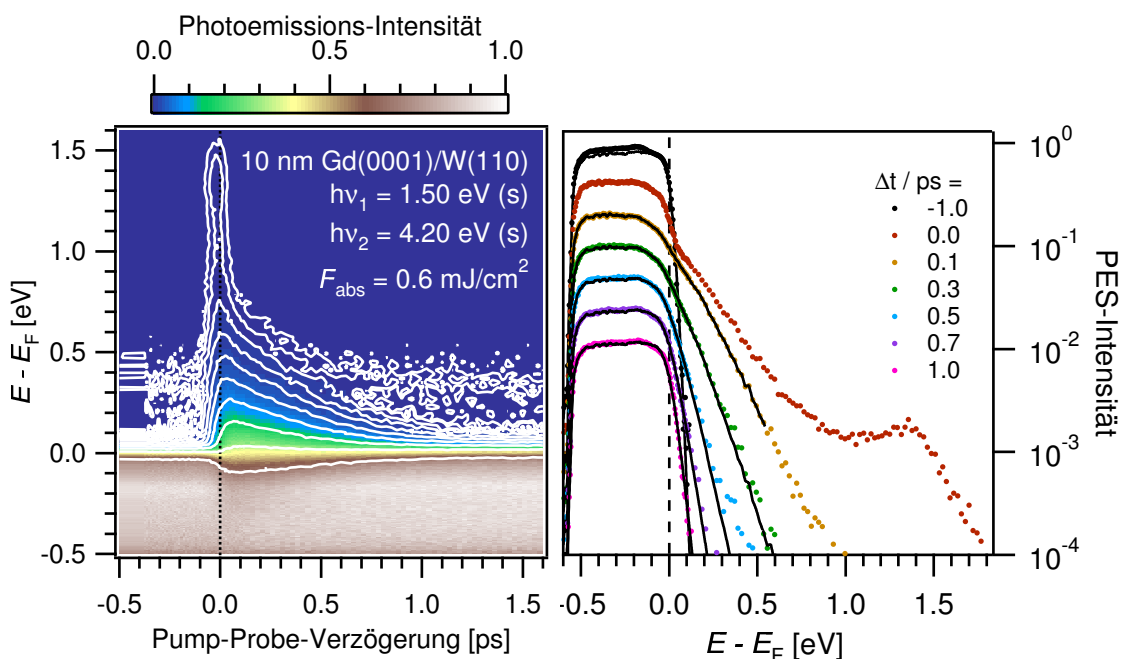 Photoemissions-Intensität
0.0 0.5 1.0
10 nm Gd(0001)/W(110)
hν1 = 1.50 eV (s)
hν2 = 4.20 eV (s)
Fabs = 0.6 mJ/cm2
E - EF [eV]
1.5
1.0
0.5
0.0
-0.5
-0.5 0.0 0.5 1.0 1.5
Pump-Probe-Verzögerung [ps]
Δt / ps =
-1.0
0.0
0.1
0.3
0.5
0.7
1.0
100
10-1
10-2
10-3
10-4
PES-Intensität
-0.5 0.0 0.5 1.0 1.5
E - EF [eV]